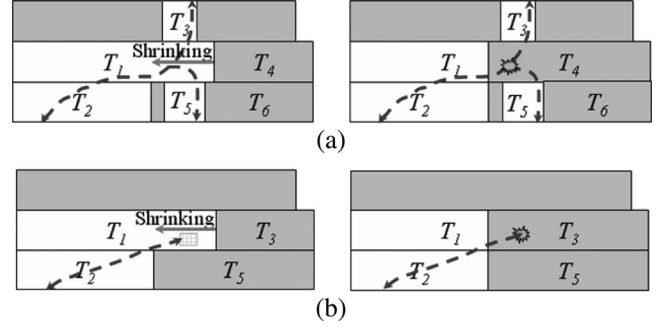 T3 T3
T1 Shrinking T4 T1 T4
T2 T5 T6 T2 T5 T6
(a)
T1 Shrinking T3 T1 T3
T2 T5 T2 T5
(b)